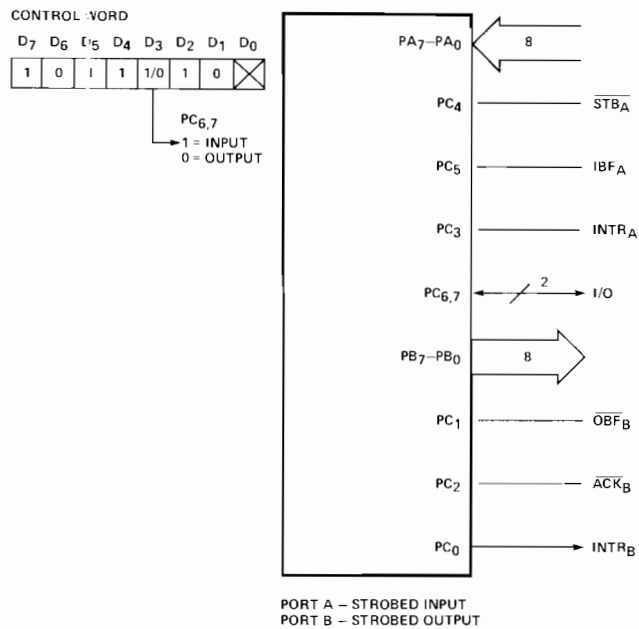 CONTROL WORD
D7 D6 D5 D4 D3 D2 D1 D0
1 0 1 1 1/0 1 0 X
PC6,7
1 = INPUT
0 = OUTPUT
PA7–PA0 8
PC4 STBA
PC5 IBFA
PC3 INTRA
PC6,7 2 I/O
PB7–PB0 8
PC1 OBFB
PC2 ACKB
PC0 INTRB
PORT A – STROBED INPUT
PORT B – STROBED OUTPUT